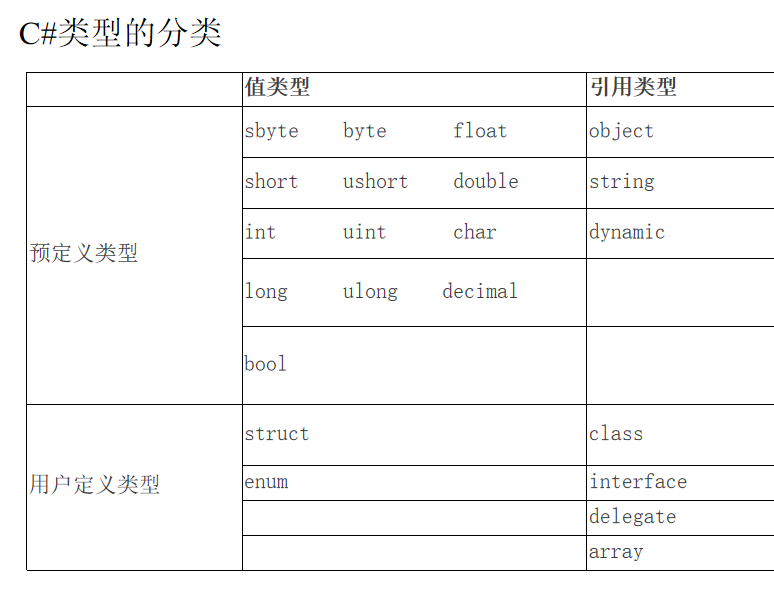 C#类型的分类
值类型 引用类型
sbyte byte float object
short ushort double string
int uint char dynamic
预定义类型
long ulong decimal
bool
struct class
用户定义类型
enum interface
delegate
array